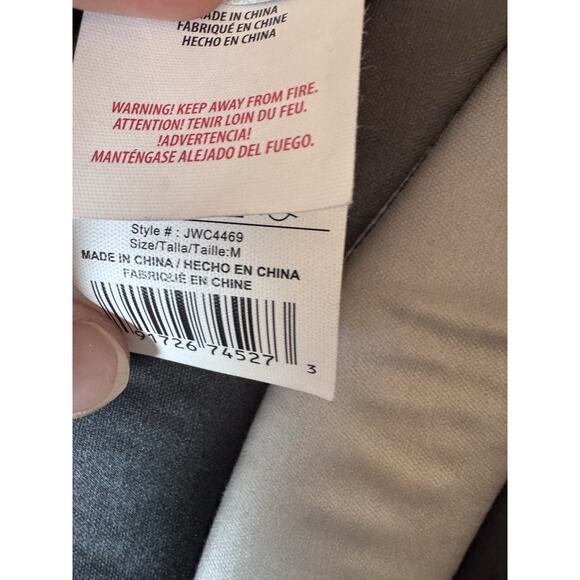 MADE IN CHINA
FABRIQUÉ EN CHINE
HECHO EN CHINA
WARNING! KEEP AWAY FROM FIRE.
ATTENTION! TENIR LOIN DU FEU.
!ADVERTENCIA!
MANTÉNGASE ALEJADO DEL FUEGO.
Style # : JWC4469
Size/Talla/Taille:M
MADE IN CHINA / HECHO EN CHINA
FABRIQUÉ EN CHINE
91726 74527 3